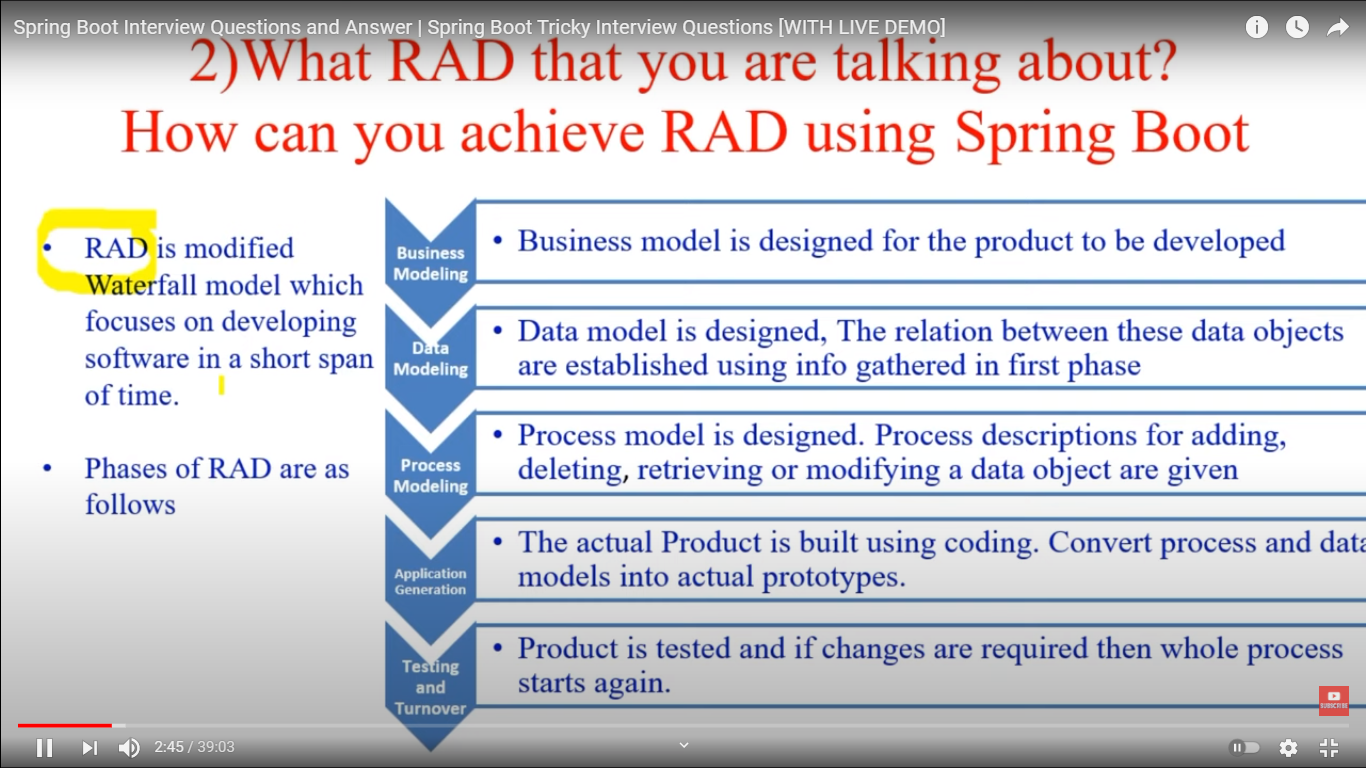 Spring Boot Interview Questions and Answer | Spring Boot Tricky Interview Questions [WITH LIVE DEMO]
2)What RAD that you are talking about?
How can you achieve RAD using Spring Boot
• RAD is modified
Waterfall model which
focuses on developing
software in a short span
of time.
• Phases of RAD are as
follows
Business
Modeling
• Business model is designed for the product to be developed
Data
Modeling
• Data model is designed, The relation between these data objects
are established using info gathered in first phase
Process
Modeling
• Process model is designed. Process descriptions for adding,
deleting, retrieving or modifying a data object are given
Application
Generation
• The actual Product is built using coding. Convert process and data
models into actual prototypes.
Testing
and
Turnover
• Product is tested and if changes are required then whole process
starts again.
SUBSCRIBE
2:45 / 39:03